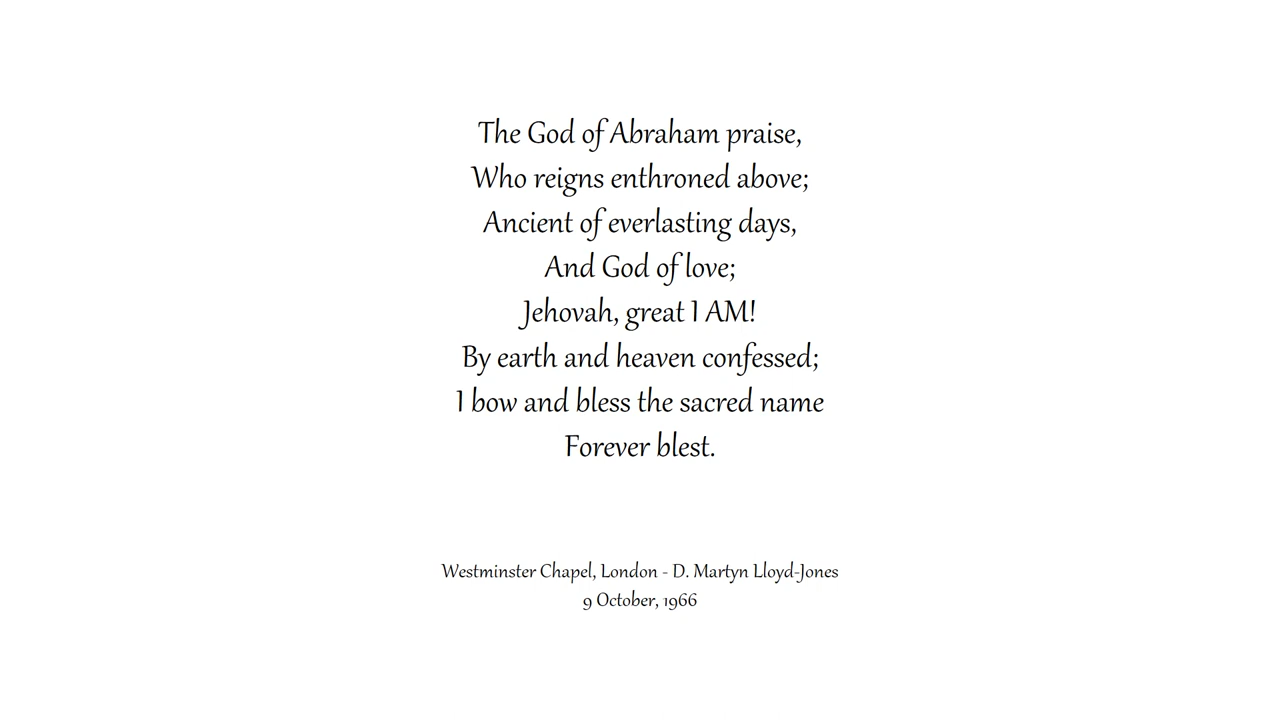 The God of Abraham praise,
Who reigns enthroned above;
Ancient of everlasting days,
And God of love;
Jehovah, great I AM!
By earth and heaven confessed;
I bow and bless the sacred name
Forever blest.
Westminster Chapel, London - D. Martyn Lloyd-Jones
9 October, 1966